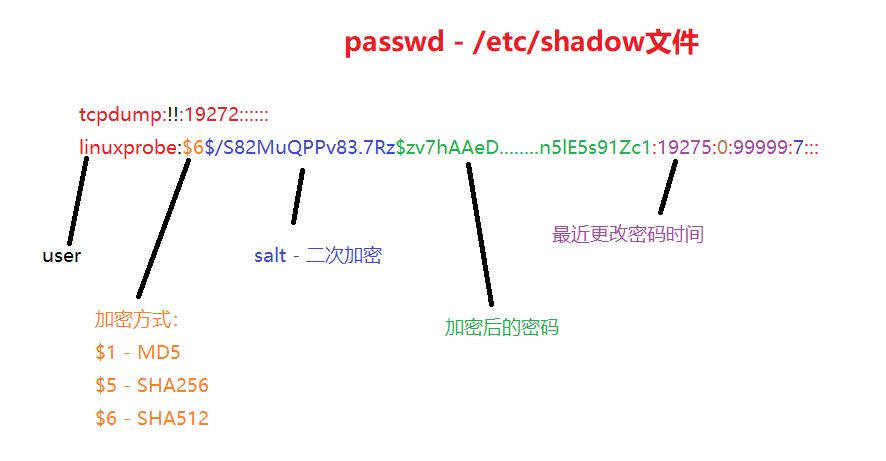 passwd - /etc/shadow文件
tcpdump:!!:19272::::::
linuxprobe:$6$/S82MuQPPv83.7Rz$zv7hAAeD........n5lE5s91Zc1:19275:0:99999:7:::
最近更改密码时间
user
salt - 二次加密
加密方式：
加密后的密码
$1 - MD5
$5 - SHA256
$6 - SHA512